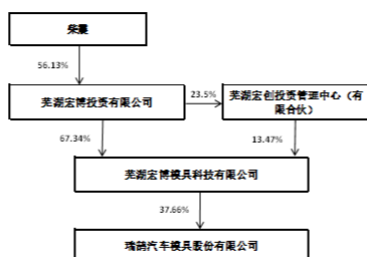 柴震
56.13%
芜湖宏博投资有限公司
23.5%
芜湖宏创投资管理中心（有
限合伙）
67.34%
13.47%
芜湖宏博模具科技有限公司
37.66%
瑞鹄汽车模具股份有限公司